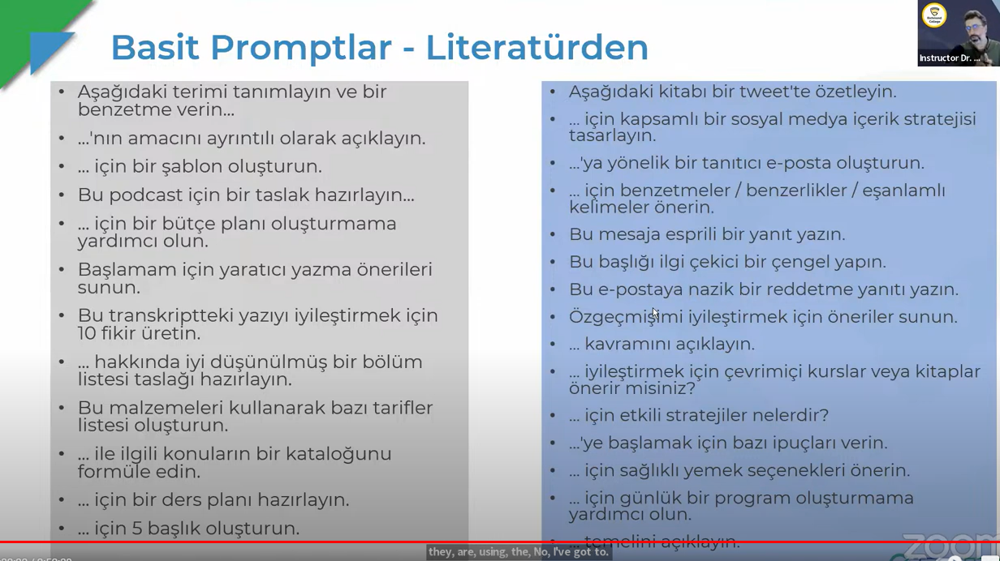 Basit Promptlar - Literatürden
Richmond
College
Instructor Dr. ...
• Aşağıdaki terimi tanımlayın ve bir
benzetme verin...
• ...'nın amacını ayrıntılı olarak açıklayın.
• ... için bir şablon oluşturun.
• Bu podcast için bir taslak hazırlayın...
• ... için bir bütçe planı oluşturmama
yardımcı olun.
• Başlamam için yaratıcı yazma önerileri
sunun.
• Bu transkriptteki yazıyı iyileştirmek için
10 fikir üretin.
• ... hakkında iyi düşünülmüş bir bölüm
listesi taslağı hazırlayın.
• Bu malzemeleri kullanarak bazı tarifler
listesi oluşturun.
• ... ile ilgili konuların bir kataloğunu
formüle edin.
• ... için bir ders planı hazırlayın.
• ... için 5 başlık oluşturun.
• Aşağıdaki kitabı bir tweet'te özetleyin.
• ... için kapsamlı bir sosyal medya içerik stratejisi
tasarlayın.
• ...'ya yönelik bir tanıtıcı e-posta oluşturun.
• ... için benzetmeler / benzerlikler / eşanlamlı
kelimeler önerin.
• Bu mesaja esprili bir yanıt yazın.
• Bu başlığı ilgi çekici bir çengel yapın.
• Bu e-postaya nazik bir reddetme yanıtı yazın.
• Özgeçmişimi iyileştirmek için öneriler sunun.
• ... kavramını açıklayın.
• ... iyileştirmek için çevrimiçi kurslar veya kitaplar
önerir misiniz?
• ... için etkili stratejiler nelerdir?
• ...'ye başlamak için bazı ipuçları verin.
• ... için sağlıklı yemek seçenekleri önerin.
• ... için günlük bir program oluşturmama
yardımcı olun.
• ... temelini açıklayın.
zoom
they, are, using, the, No, I've got to.